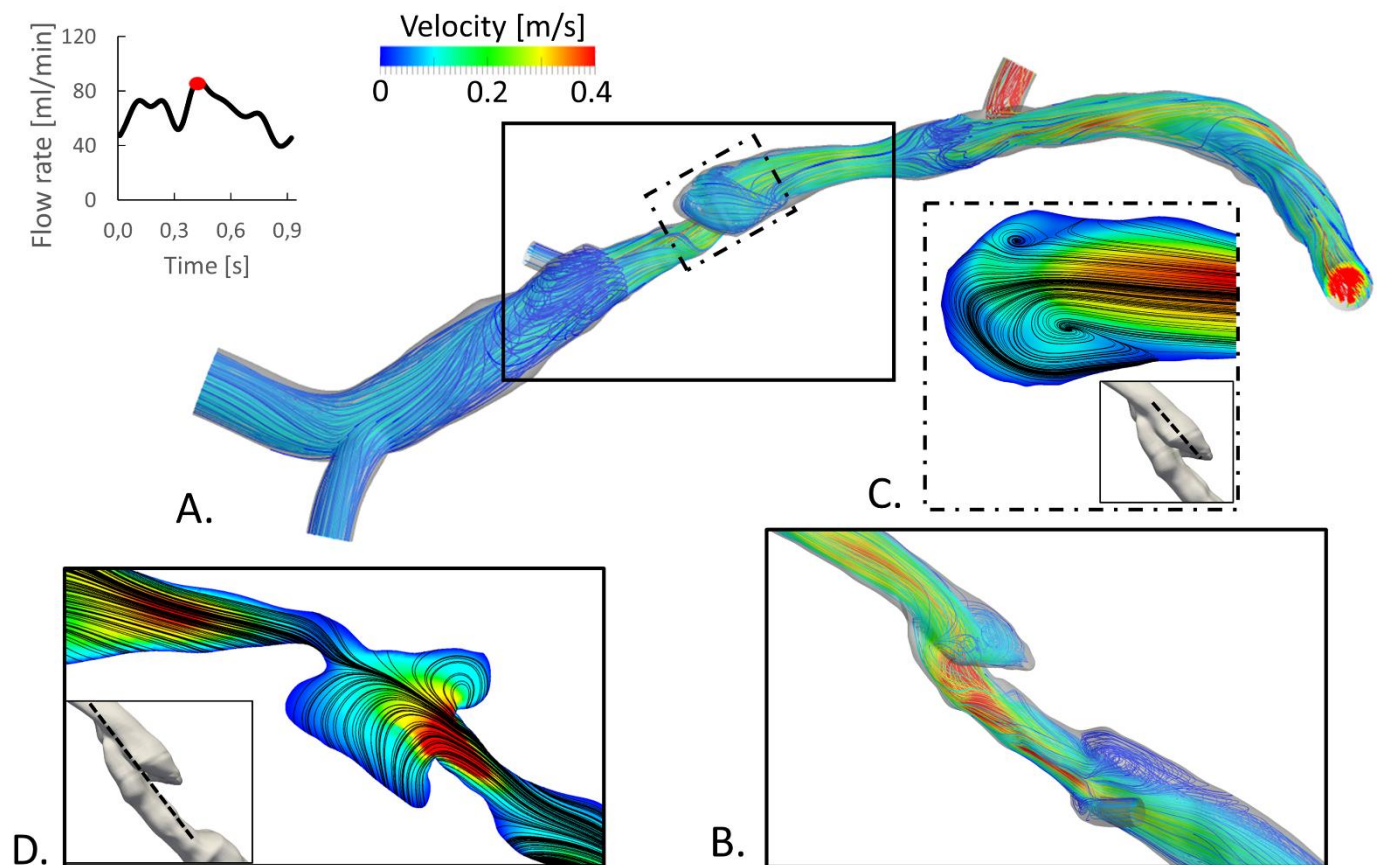 Velocity [m/s]
0
0.2
0.4
Flow rate [ml/min]
120
80
40
0
0,0
0,3
0,6
0,9
Time [s]
A.
C.
D.
B.